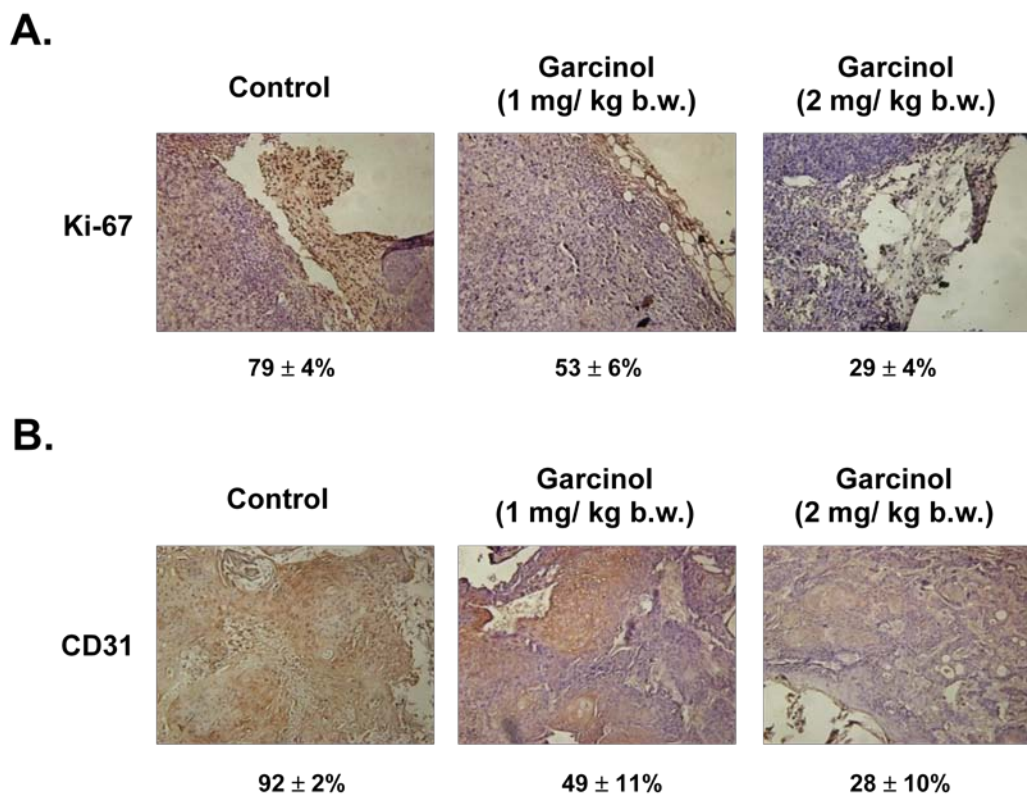 A.
Control
Garcinol
(1 mg/ kg b.w.)
Garcinol
(2 mg/ kg b.w.)
Ki-67
79 ± 4%
53 ± 6%
29 ± 4%
B.
Control
Garcinol
(1 mg/ kg b.w.)
Garcinol
(2 mg/ kg b.w.)
CD31
92 ± 2%
49 ± 11%
28 ± 10%